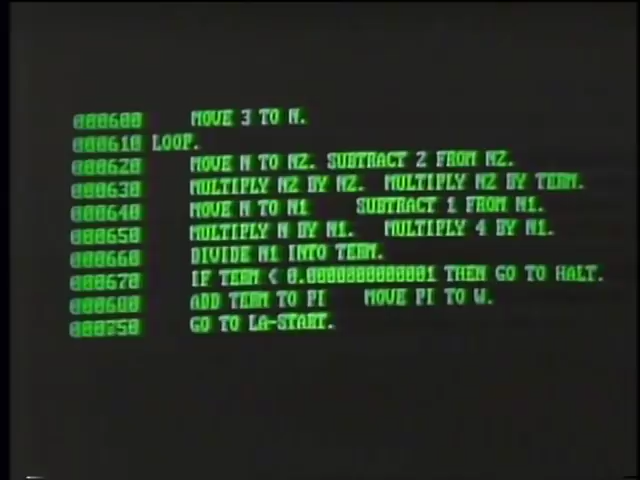 000600 MOVE 3 TO N.
000610 LOOP.
000620 MOVE N TO N2. SUBTRACT 2 FROM N2.
000630 MULTIPLY N2 BY N2. MULTIPLY N2 BY TERM.
000640 MOVE N TO N1 SUBTRACT 1 FROM N1.
000650 MULTIPLY N BY N1. MULTIPLY 4 BY N1.
000660 DIVIDE N1 INTO TERM.
000670 IF TERM < 0.0000000000001 THEN GO TO HALT.
000680 ADD TERM TO PI MOVE PI TO W.
000750 GO TO LA-START.